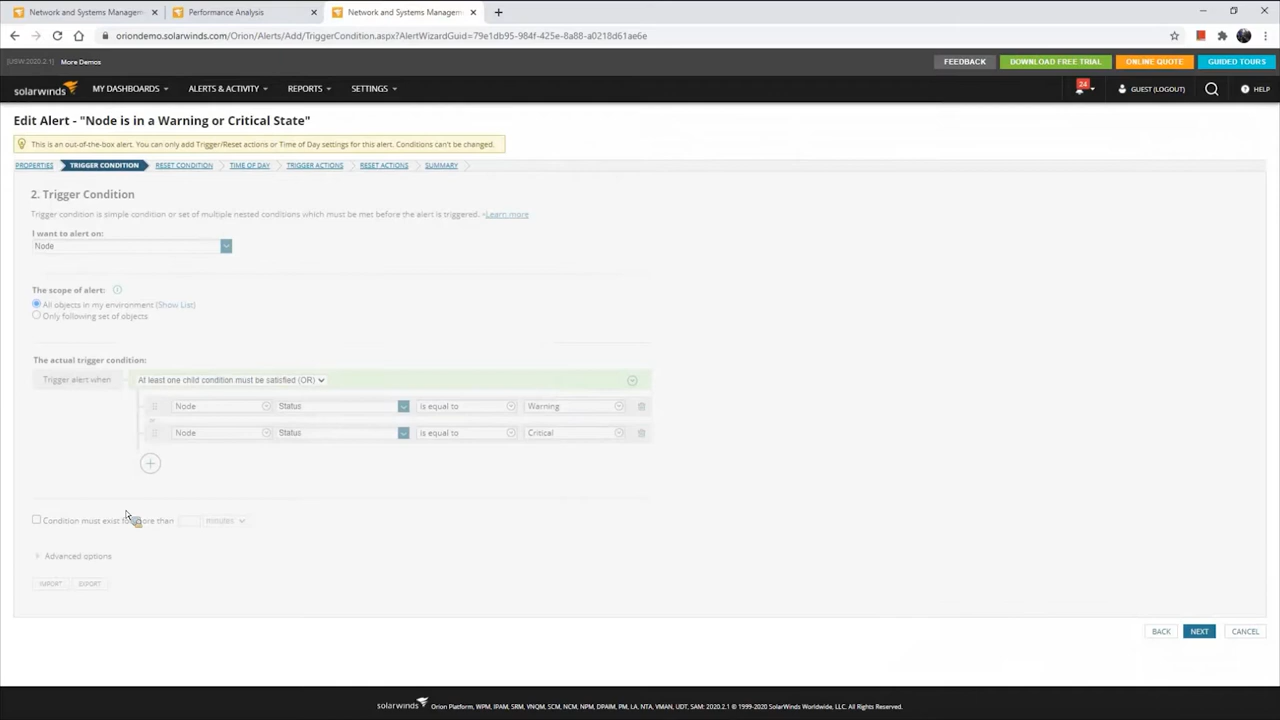 Network and Systems Managem
Performance Analysis
Network and Systems Managem
oriondemo.solarwinds.com/Orion/Alerts/Add/TriggerCondition.aspx?AlertWizardGuid=79e1db95-984f-425e-8a88-a0218d61ae6e
[USW:2020.2.1] More Demos
FEEDBACK DOWNLOAD FREE TRIAL ONLINE QUOTE GUIDED TOURS
solarwinds MY DASHBOARDS ALERTS & ACTIVITY REPORTS SETTINGS 24 GUEST (LOGOUT) HELP
Edit Alert - "Node is in a Warning or Critical State"
This is an out-of-the-box alert. You can only add Trigger/Reset actions or Time of Day settings for this alert. Conditions can't be changed.
PROPERTIES TRIGGER CONDITION RESET CONDITION TIME OF DAY TRIGGER ACTIONS RESET ACTIONS SUMMARY
2. Trigger Condition
Trigger condition is simple condition or set of multiple nested conditions which must be met before the alert is triggered. »Learn more
I want to alert on:
Node
The scope of alert:
All objects in my environment (Show List)
Only following set of objects
The actual trigger condition:
Trigger alert when At least one child condition must be satisfied (OR)
Node Status is equal to Warning
or
Node Status is equal to Critical
Condition must exist for more than minutes
Advanced options
IMPORT EXPORT
BACK NEXT CANCEL
solarwinds Orion Platform, WPM, IPAM, SRM, VNQM, SCM, NCM, NPM, DPAIM, PM, LA, NTA, VMAN, UDT, SAM: 2020.2.1 © 1999-2020 SolarWinds Worldwide, LLC. All Rights Reserved.